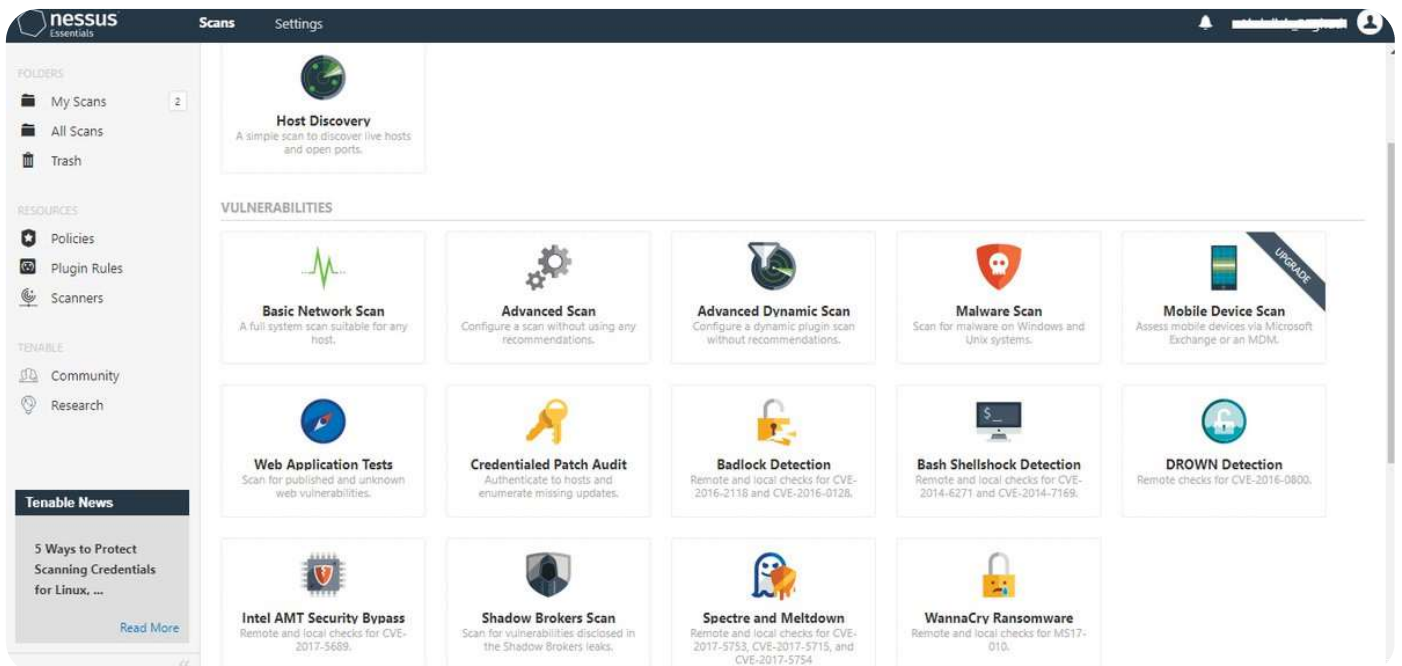 nessus
Essentials
Scans
Settings
FOLDERS
My Scans
2
All Scans
Trash
RESOURCES
Policies
Plugin Rules
Scanners
TENABLE
Community
Research
Tenable News
5 Ways to Protect
Scanning Credentials
for Linux, ...
Read More
Host Discovery
A simple scan to discover live hosts
and open ports.
VULNERABILITIES
Basic Network Scan
A full system scan suitable for any
host.
Advanced Scan
Configure a scan without using any
recommendations.
Advanced Dynamic Scan
Configure a dynamic plugin scan
without recommendations.
Malware Scan
Scan for malware on Windows and
Unix systems.
UPGRADE
Mobile Device Scan
Assess mobile devices via Microsoft
Exchange or an MDM.
Web Application Tests
Scan for published and unknown
web vulnerabilities.
Credentialed Patch Audit
Authenticate to hosts and
enumerate missing updates.
Badlock Detection
Remote and local checks for CVE-
2016-2118 and CVE-2016-0128.
$_
Bash Shellshock Detection
Remote and local checks for CVE-
2014-6271 and CVE-2014-7169.
DROWN Detection
Remote checks for CVE-2016-0800.
Intel AMT Security Bypass
Remote and local checks for CVE-
2017-5689.
Shadow Brokers Scan
Scan for vulnerabilities disclosed in
the Shadow Brokers leaks.
Spectre and Meltdown
Remote and local checks for CVE-
2017-5753, CVE-2017-5715, and
CVE-2017-5754
WannaCry Ransomware
Remote and local checks for MS17-
010.